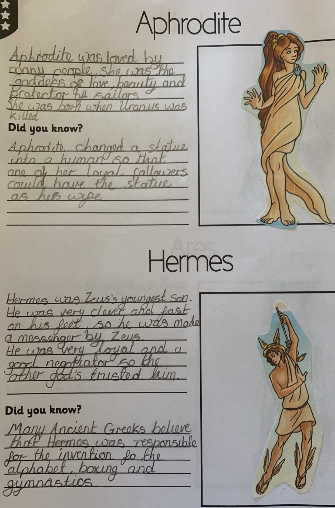 Aphrodite
Aphrodite was loved by
many people. She was the
goddess of love, beauty and
protector he sailors
She was born when Uranus was
killed
Did you know?
Aphrodite changed a statue
into a human so that
one of her loyal followers
could have the statue
as his wife
Hermes
Hermes was Zeus's youngest son.
He was very clever and fast
on his feet, so he was made
a messenger by Zeus
He was very loyal and a
good negotiator so the
other god's trusted him.
Did you know?
Many Ancient Greeks believe
that Hermes was responsible
for the invention fo the
alphabet, boxing and
gymnastics